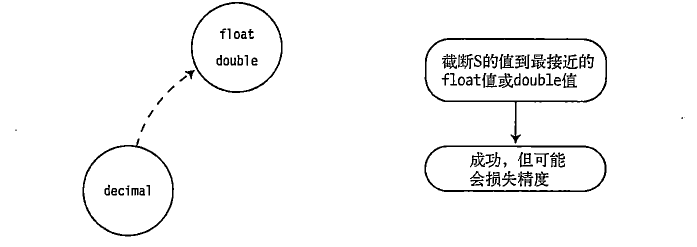 float
double
decimal
截断S的值到最接近的
float值或double值
成功，但可能
会损失精度